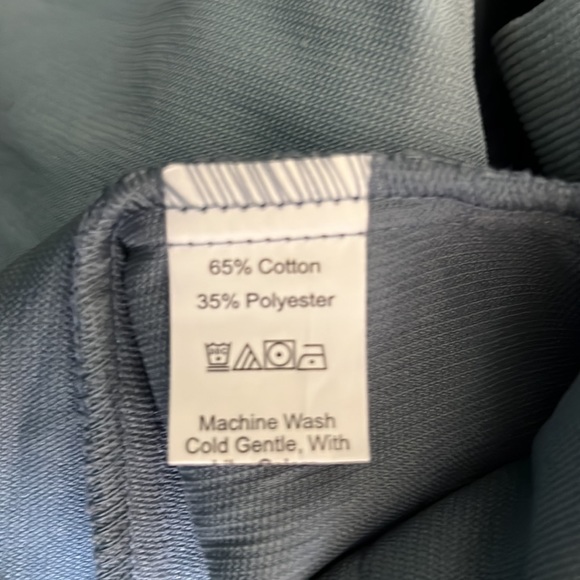 65% Cotton
35% Polyester
Machine Wash
Cold Gentle, With